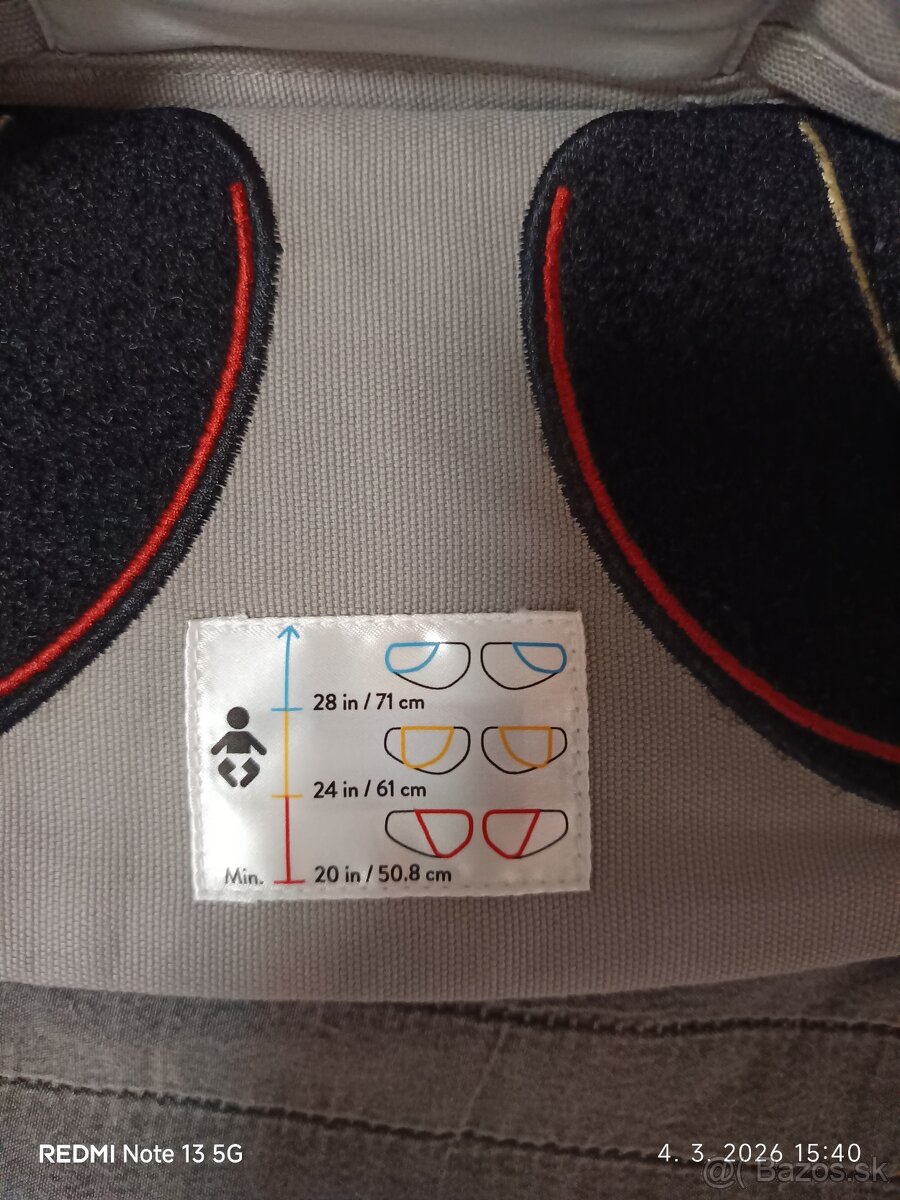 28 in / 71 cm
24 in / 61 cm
Min. 20 in / 50.8 cm
REDMI Note 13 5G
4. 3. 2026 15:40
@( Bazos.sk